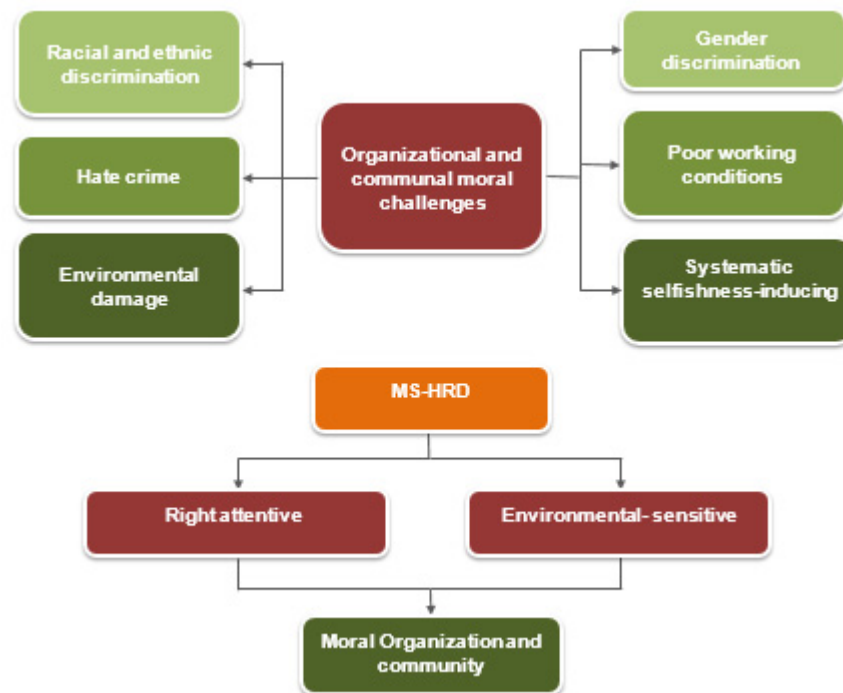 Racial and ethnic
discrimination
Hate crime
Environmental
damage
Organizational and
communal moral
challenges
Gender
discrimination
Poor working
conditions
Systematic
selfishness-inducing
MS-HRD
Right attentive
Environmental- sensitive
Moral Organization and
community